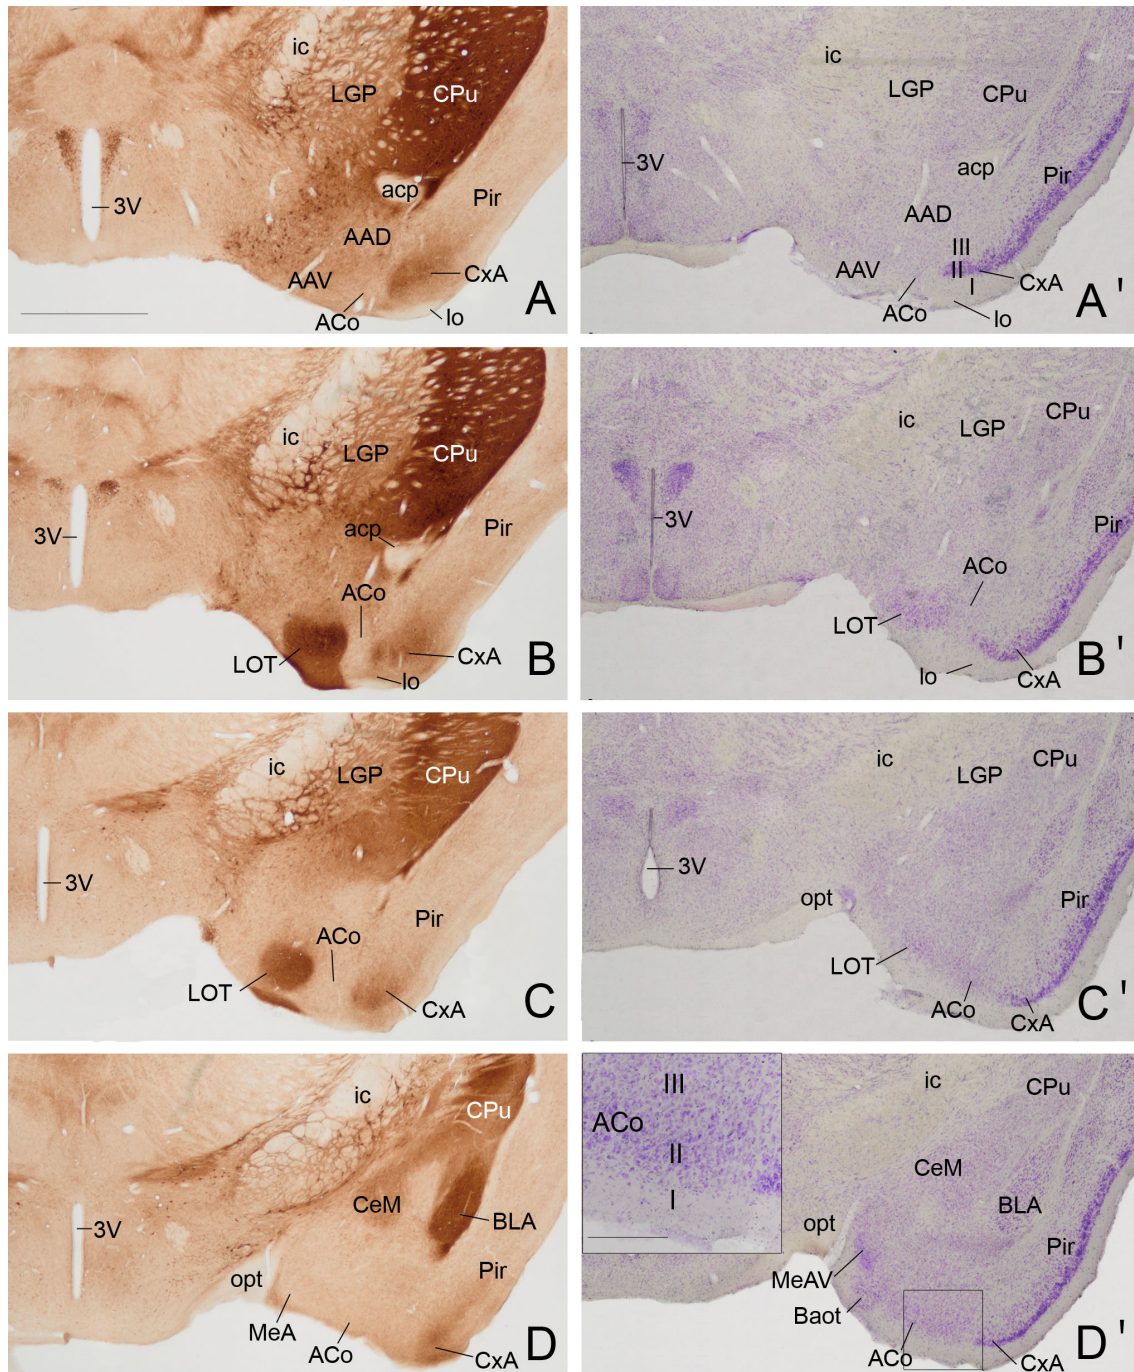 ic
LGP
CPu
acp
Pir
3V
AAD
AAV
CxA
ACo
lo
A
ic
LGP
CPu
3V
acp
Pir
AAD
III
II
I
AAV
CxA
ACo
lo
A'
ic
LGP
CPu
3V
acp
Pir
ACo
LOT
CxA
lo
B
ic
LGP
CPu
3V
Pir
ACo
LOT
lo
CxA
B'
ic
LGP
CPu
3V
Pir
ACo
LOT
CxA
C
ic
LGP
CPu
3V
opt
Pir
LOT
ACo
CxA
C'
ic
CPu
CeM
BLA
3V
opt
Pir
MeA
ACo
CxA
D
III
ACo
II
I
ic
CPu
CeM
BLA
opt
Pir
MeAV
Baot
ACo
CxA
D'